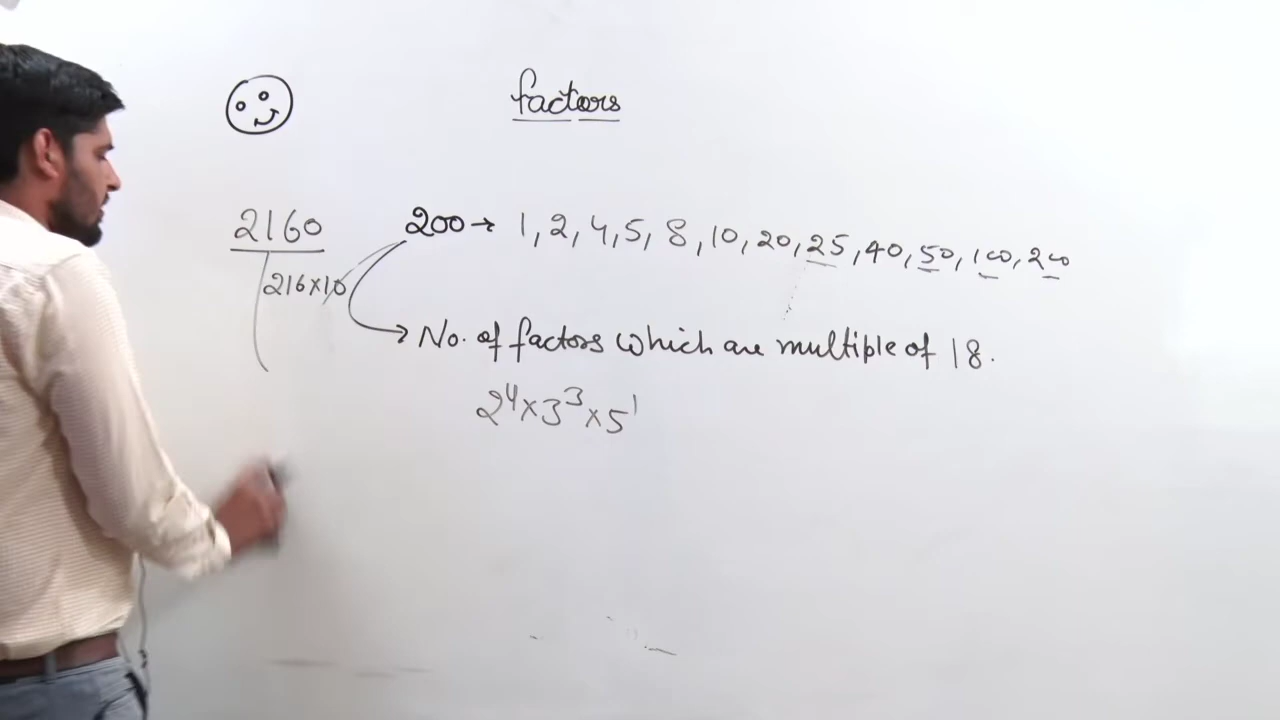 factors
2160
200 → 1, 2, 4, 5, 8, 10, 20, 25, 40, 50, 100, 200
216×10
No. of factors which are multiple of 18.
2⁴×3³×5¹